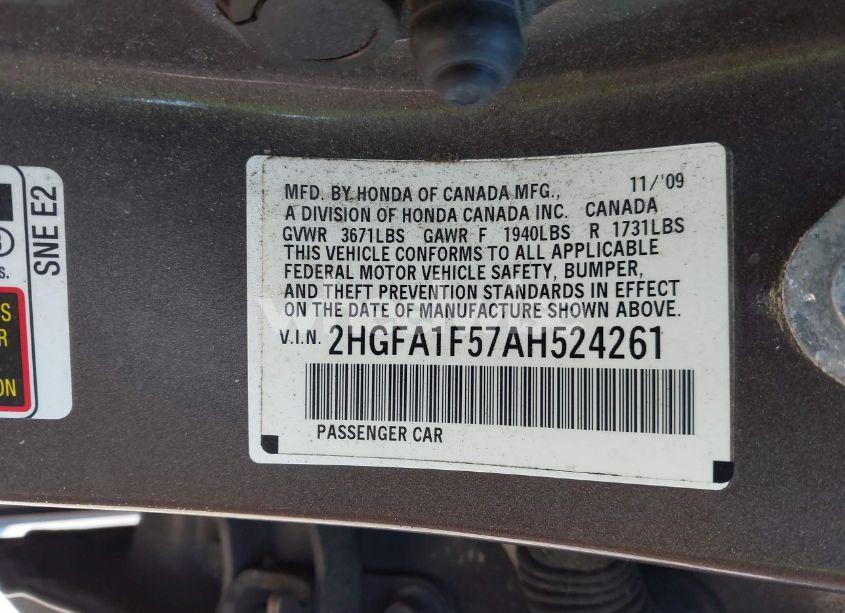 SNE E2
S.
S
R
ON
MFD. BY HONDA OF CANADA MFG., 11/'09
A DIVISION OF HONDA CANADA INC. CANADA
GVWR 3671LBS GAWR F 1940LBS R 1731LBS
THIS VEHICLE CONFORMS TO ALL APPLICABLE
FEDERAL MOTOR VEHICLE SAFETY, BUMPER,
AND THEFT PREVENTION STANDARDS IN EFFECT
ON THE DATE OF MANUFACTURE SHOWN ABOVE.
V.I.N. 2HGFA1F57AH524261
PASSENGER CAR